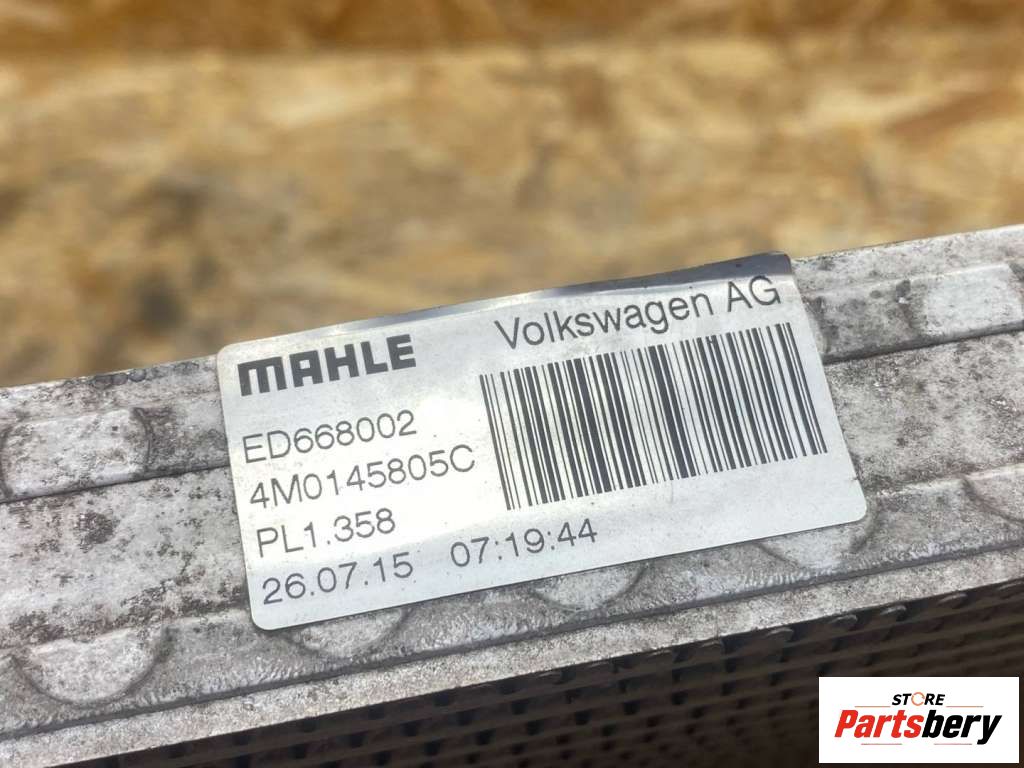 MAHLE
Volkswagen AG
ED668002
4M0145805C
PL1.358
26.07.15 07:19:44
STORE
Partsbery